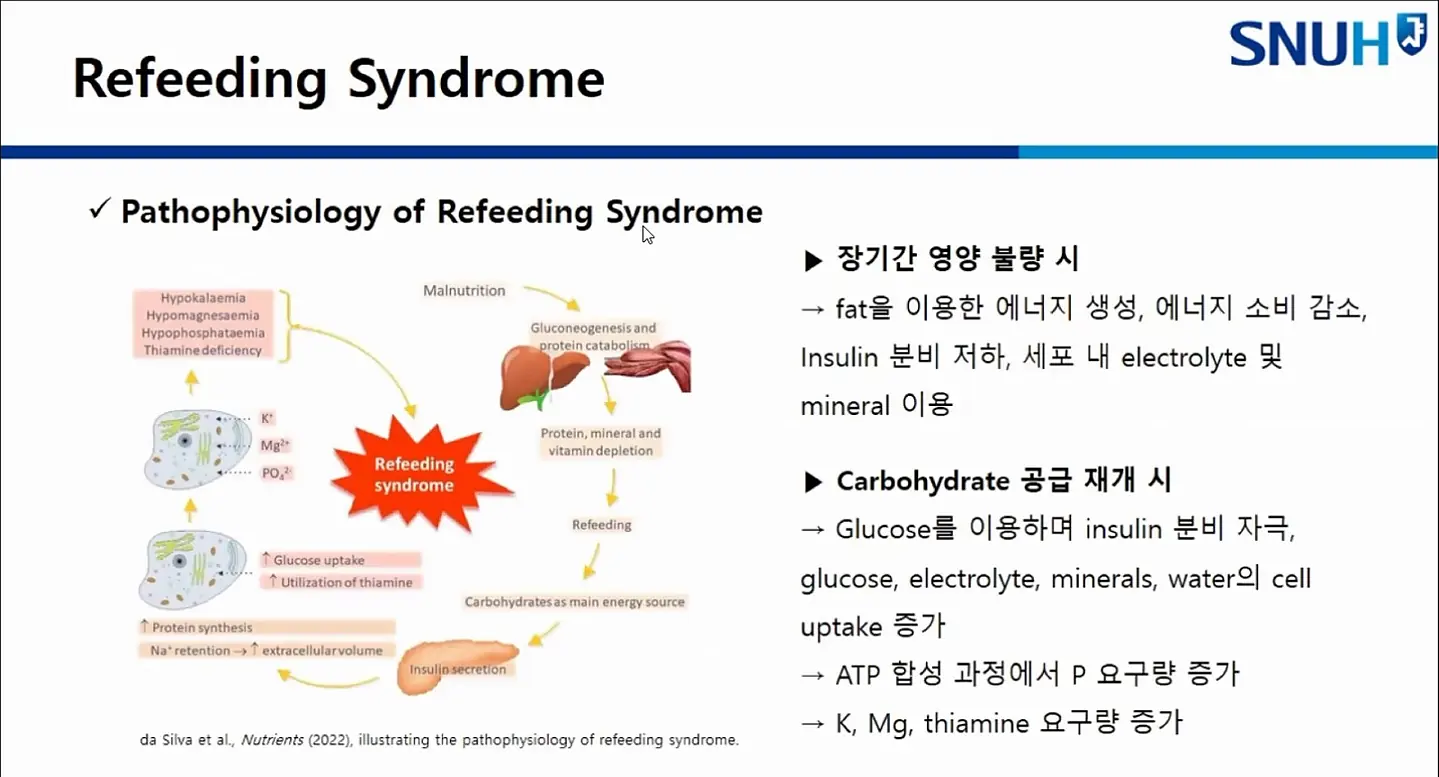 SNUH
Refeeding Syndrome
✓ Pathophysiology of Refeeding Syndrome
Hypokalaemia
Hypomagnesaemia
Hypophosphataemia
Thiamine deficiency
K⁺
Mg²⁺
PO₄²⁻
↑ Glucose uptake
↑ Utilization of thiamine
↑ Protein synthesis
Na⁺ retention → ↑ extracellular volume
Refeeding
syndrome
Malnutrition
Gluconeogenesis and
protein catabolism
Protein, mineral and
vitamin depletion
Refeeding
Carbohydrates as main energy source
Insulin secretion
da Silva et al., Nutrients (2022), illustrating the pathophysiology of refeeding syndrome.
▶ 장기간 영양 불량 시
→ fat을 이용한 에너지 생성, 에너지 소비 감소,
Insulin 분비 저하, 세포 내 electrolyte 및
mineral 이용
▶ Carbohydrate 공급 재개 시
→ Glucose를 이용하며 insulin 분비 자극,
glucose, electrolyte, minerals, water의 cell
uptake 증가
→ ATP 합성 과정에서 P 요구량 증가
→ K, Mg, thiamine 요구량 증가